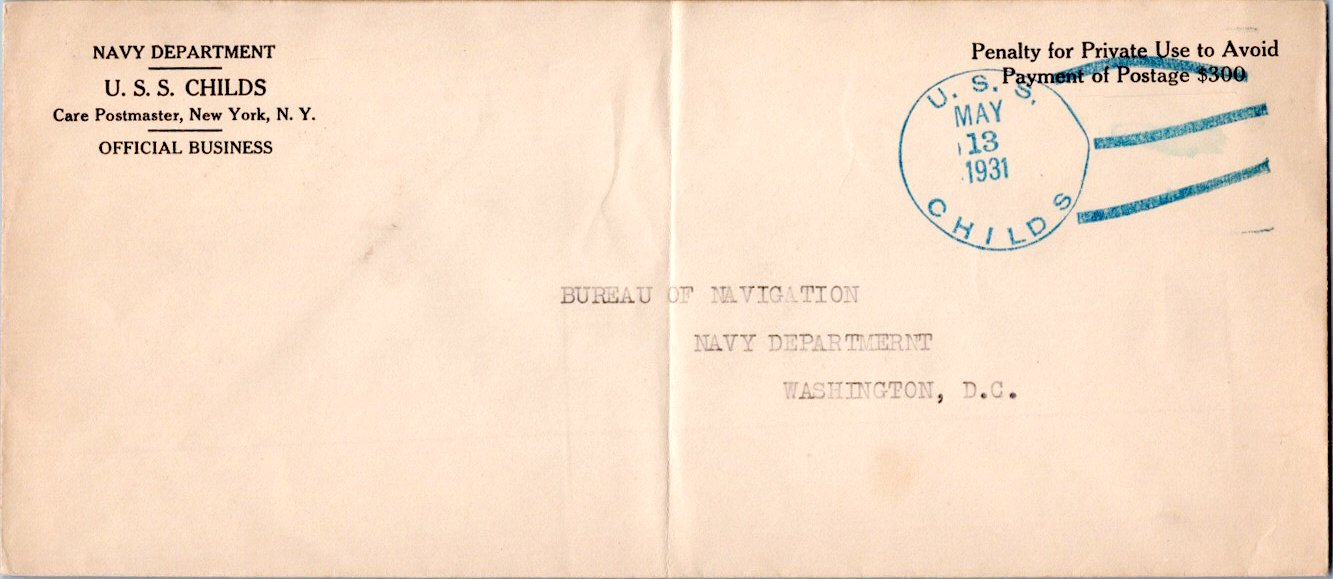 NAVY DEPARTMENT
U. S. S. CHILDS
Care Postmaster, New York, N. Y.
OFFICIAL BUSINESS
Penalty for Private Use to Avoid
Payment of Postage $300
U. S. S.
MAY
13
1931
CHILDS
BUREAU OF NAVIGATION
NAVY DEPARTMERNT
WASHINGTON, D.C.